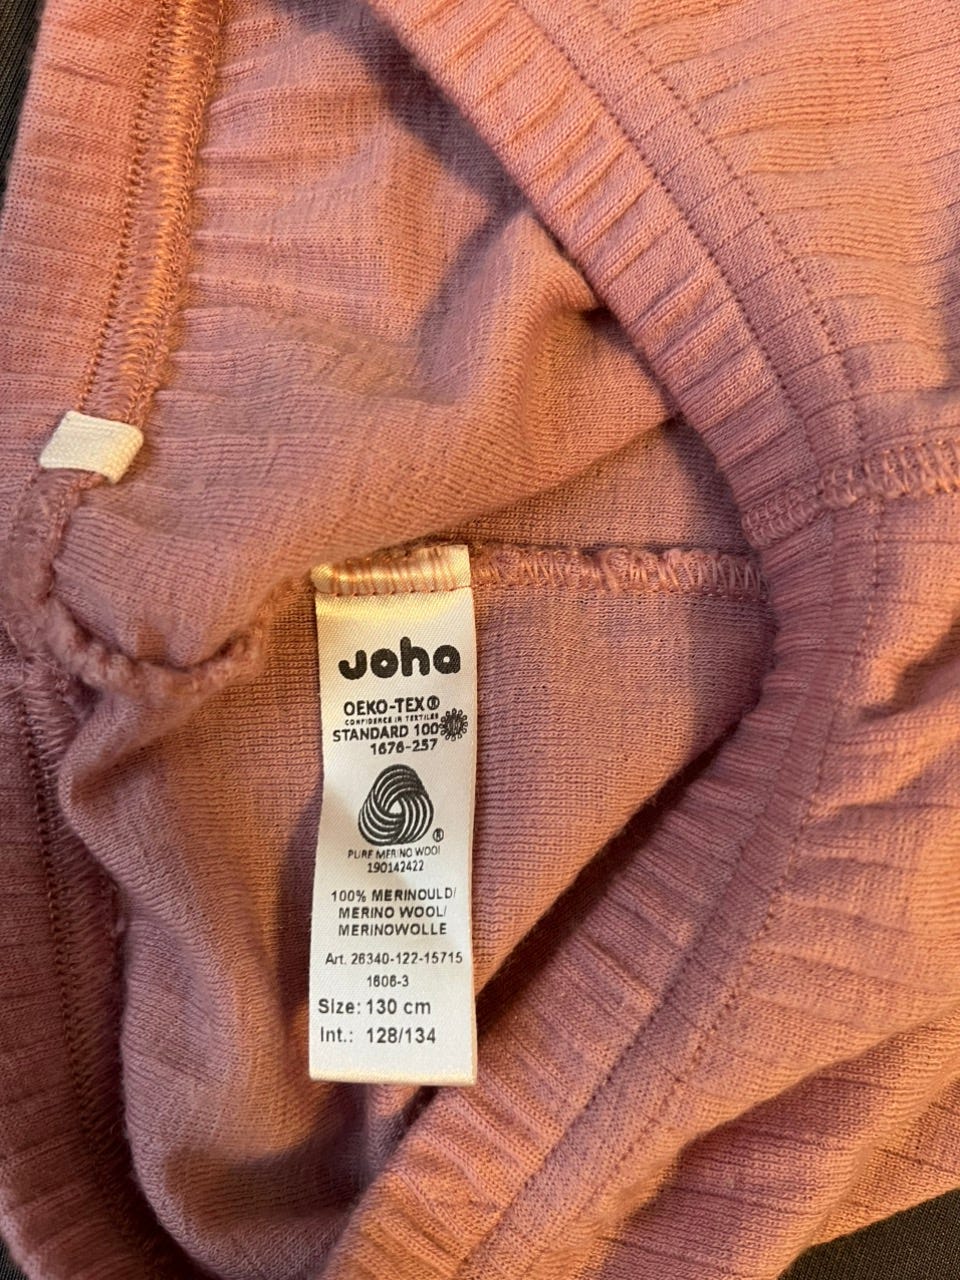 Joha
OEKO-TEX®
CONFIDENCE IN TEXTILES
STANDARD 100
1676-257
®
PURE MERINO WOOL
190142422
100% MERINOULD/
MERINO WOOL/
MERINOWOLLE
Art. 26340-122-15715
1608-3
Size: 130 cm
Int.: 128/134